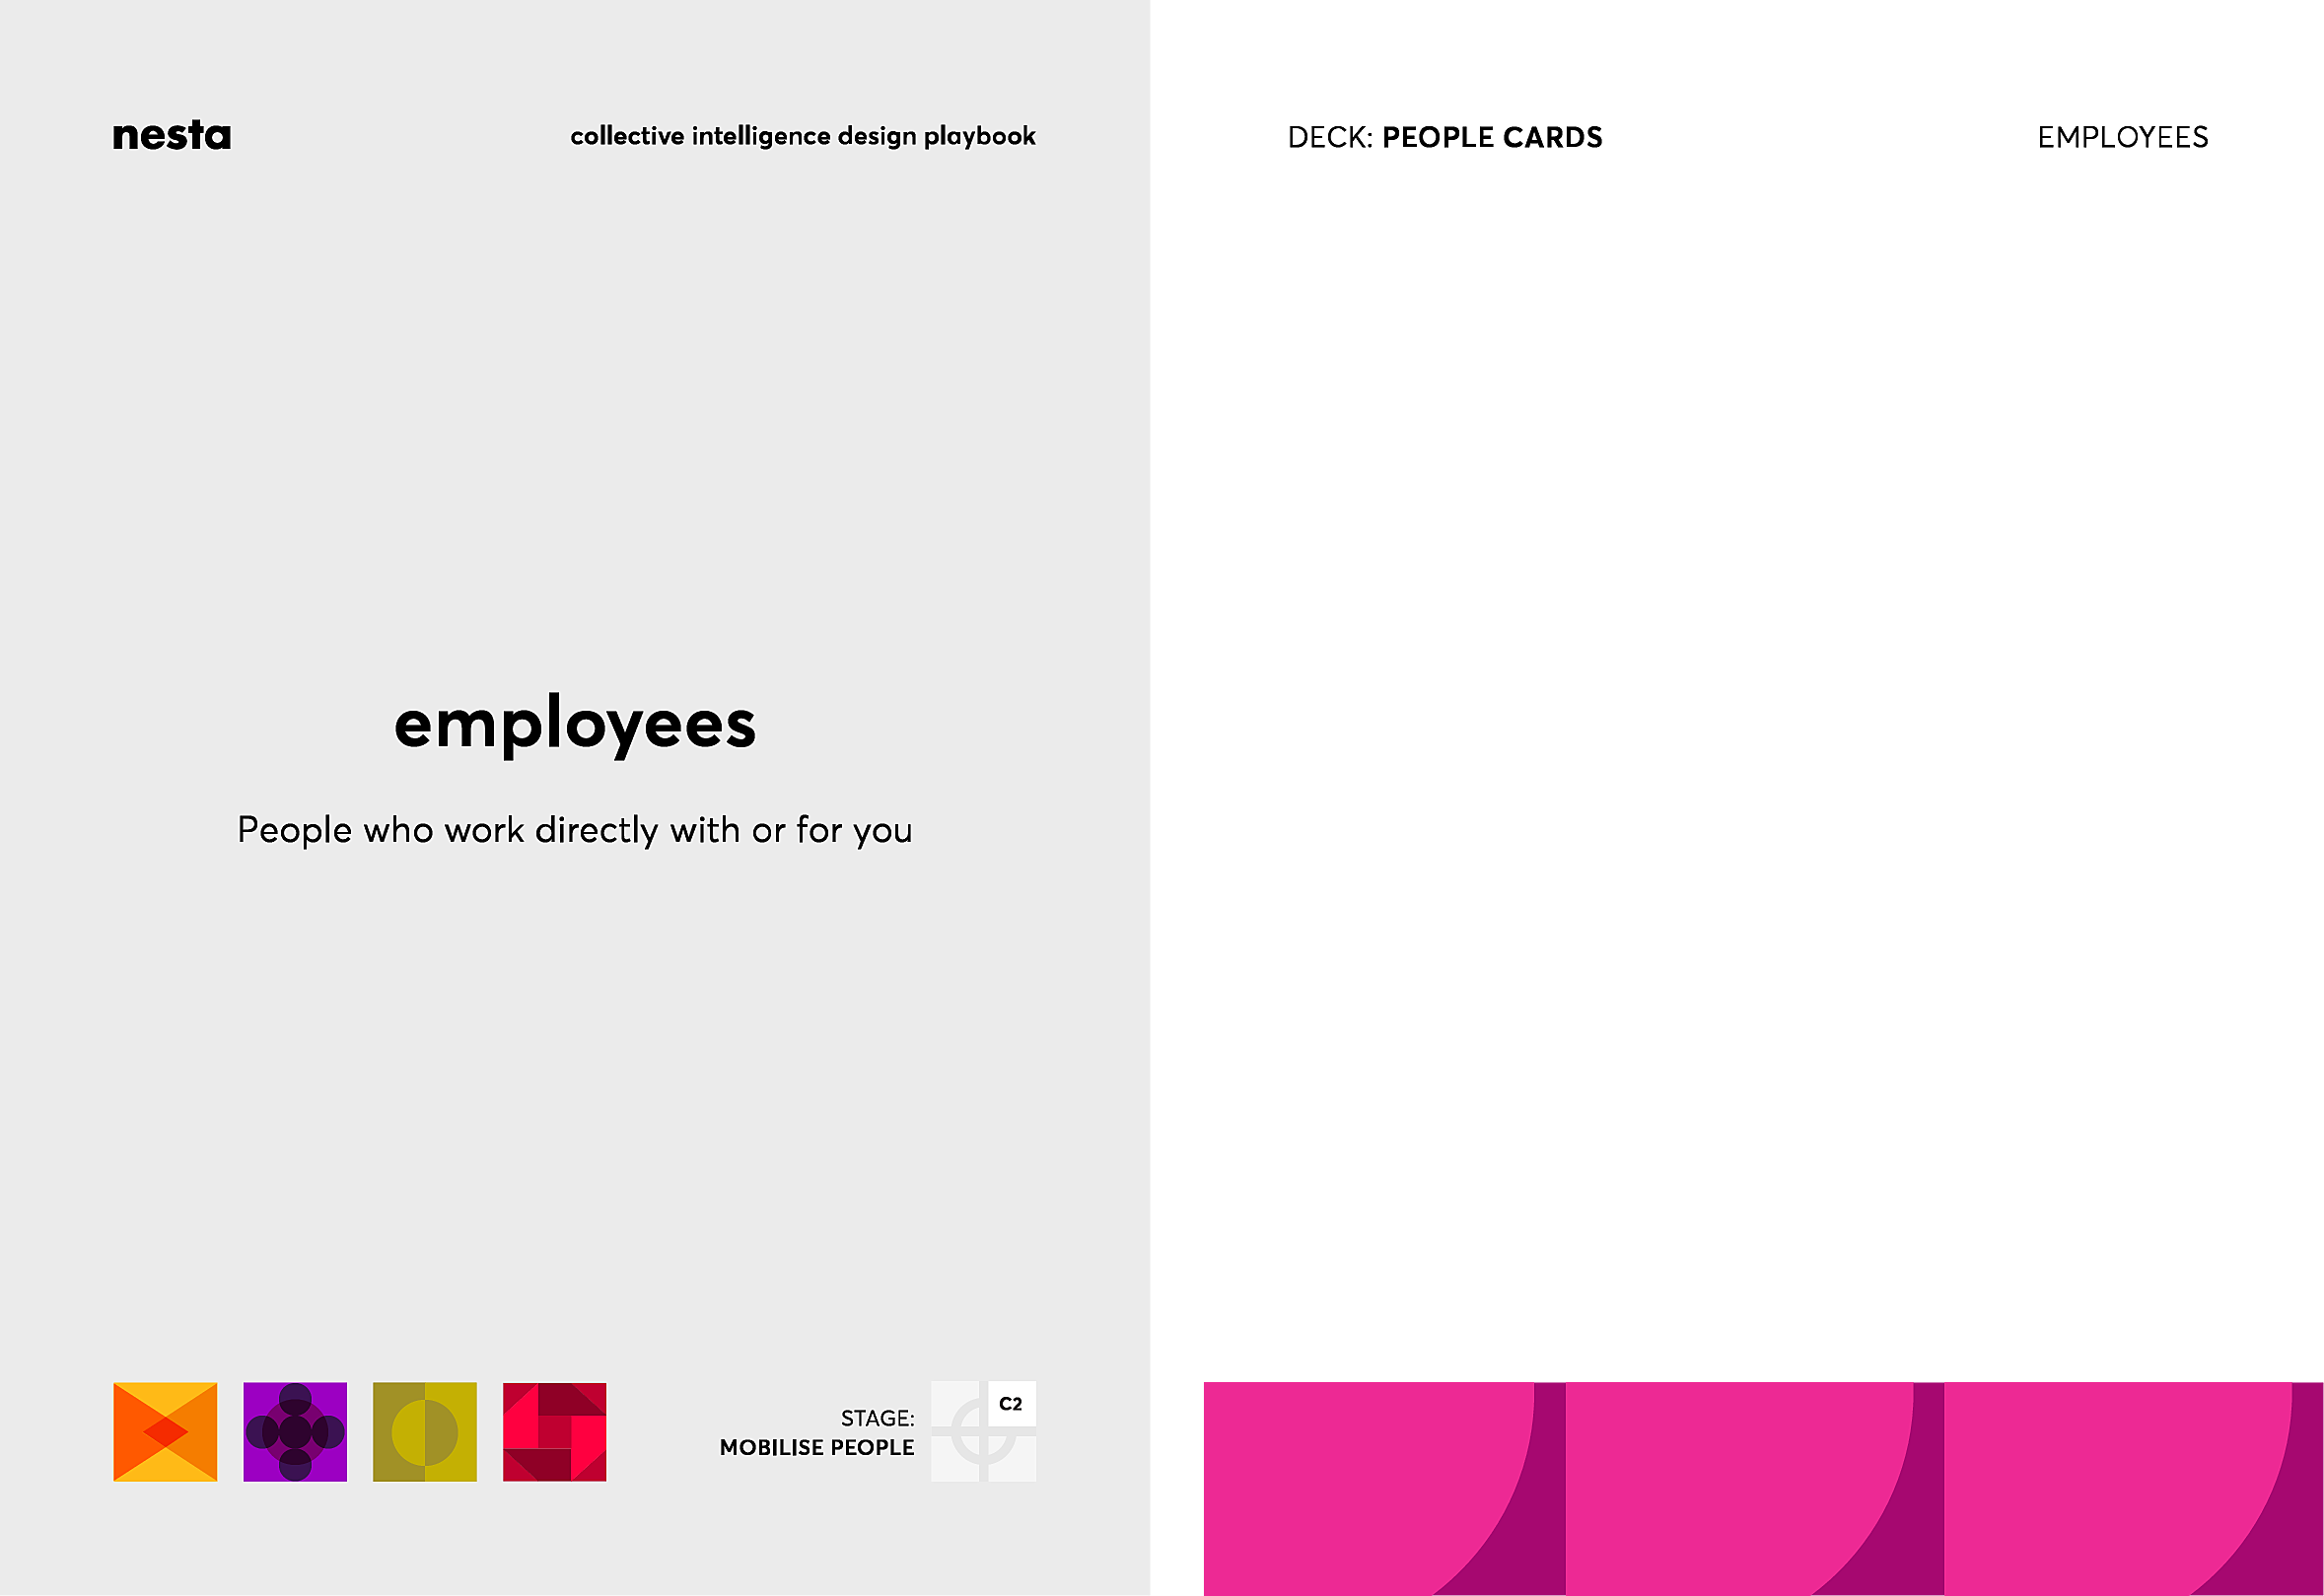 nesta
collective intelligence design playbook
employees
People who work directly with or for you
STAGE:
MOBILISE PEOPLE
C2
DECK: PEOPLE CARDS
EMPLOYEES